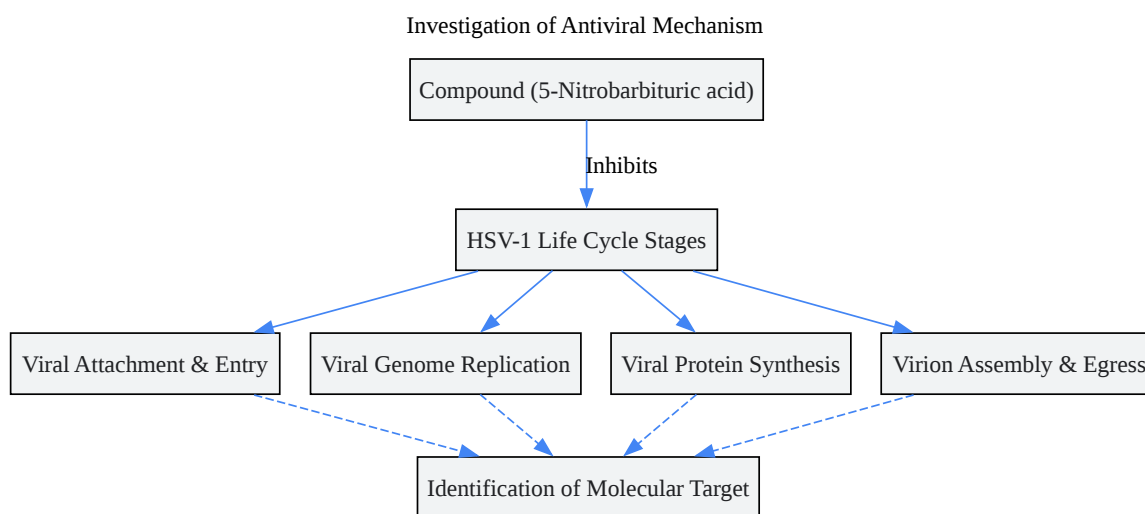 Investigation of Antiviral Mechanism
Compound (5-Nitrobarbituric acid)
Inhibits
HSV-1 Life Cycle Stages
Viral Attachment & Entry
Viral Genome Replication
Viral Protein Synthesis
Virion Assembly & Egress
Identification of Molecular Target